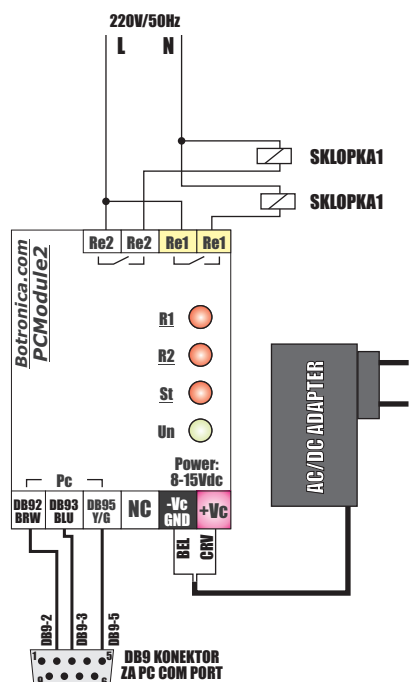 220V/50Hz
L N
SKLOPKA1
SKLOPKA1
Re2 Re2 Re1 Re1
Botronica.com
PCModule2
R1
R2
St
Un
AC/DC ADAPTER
Power:
8-15Vdc
Pc
DB92 DB93 DB95 NC -Vc +Vc
BRW BLU Y/G GND
BEL CRV
DB9-2 DB9-3 DB9-5
1 5
DB9 KONEKTOR
ZA PC COM PORT
9 6